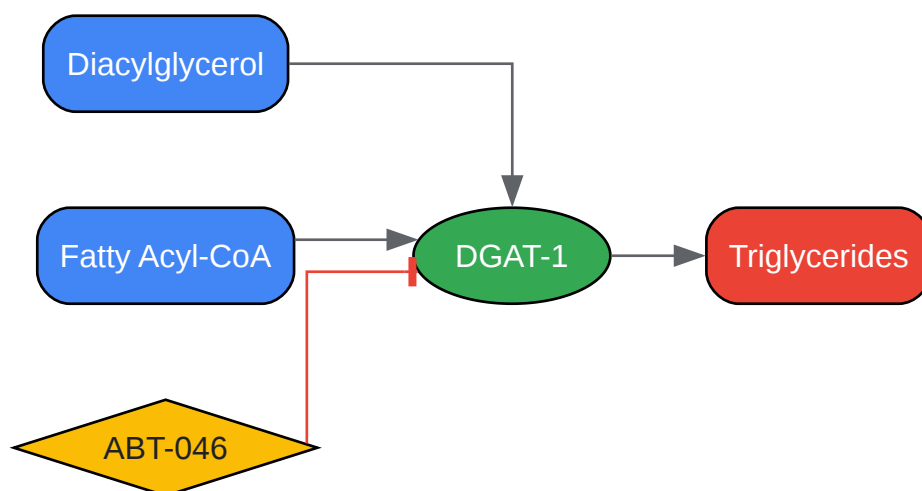 Diacylglycerol
Fatty Acyl-CoA
DGAT-1
Triglycerides
ABT-046